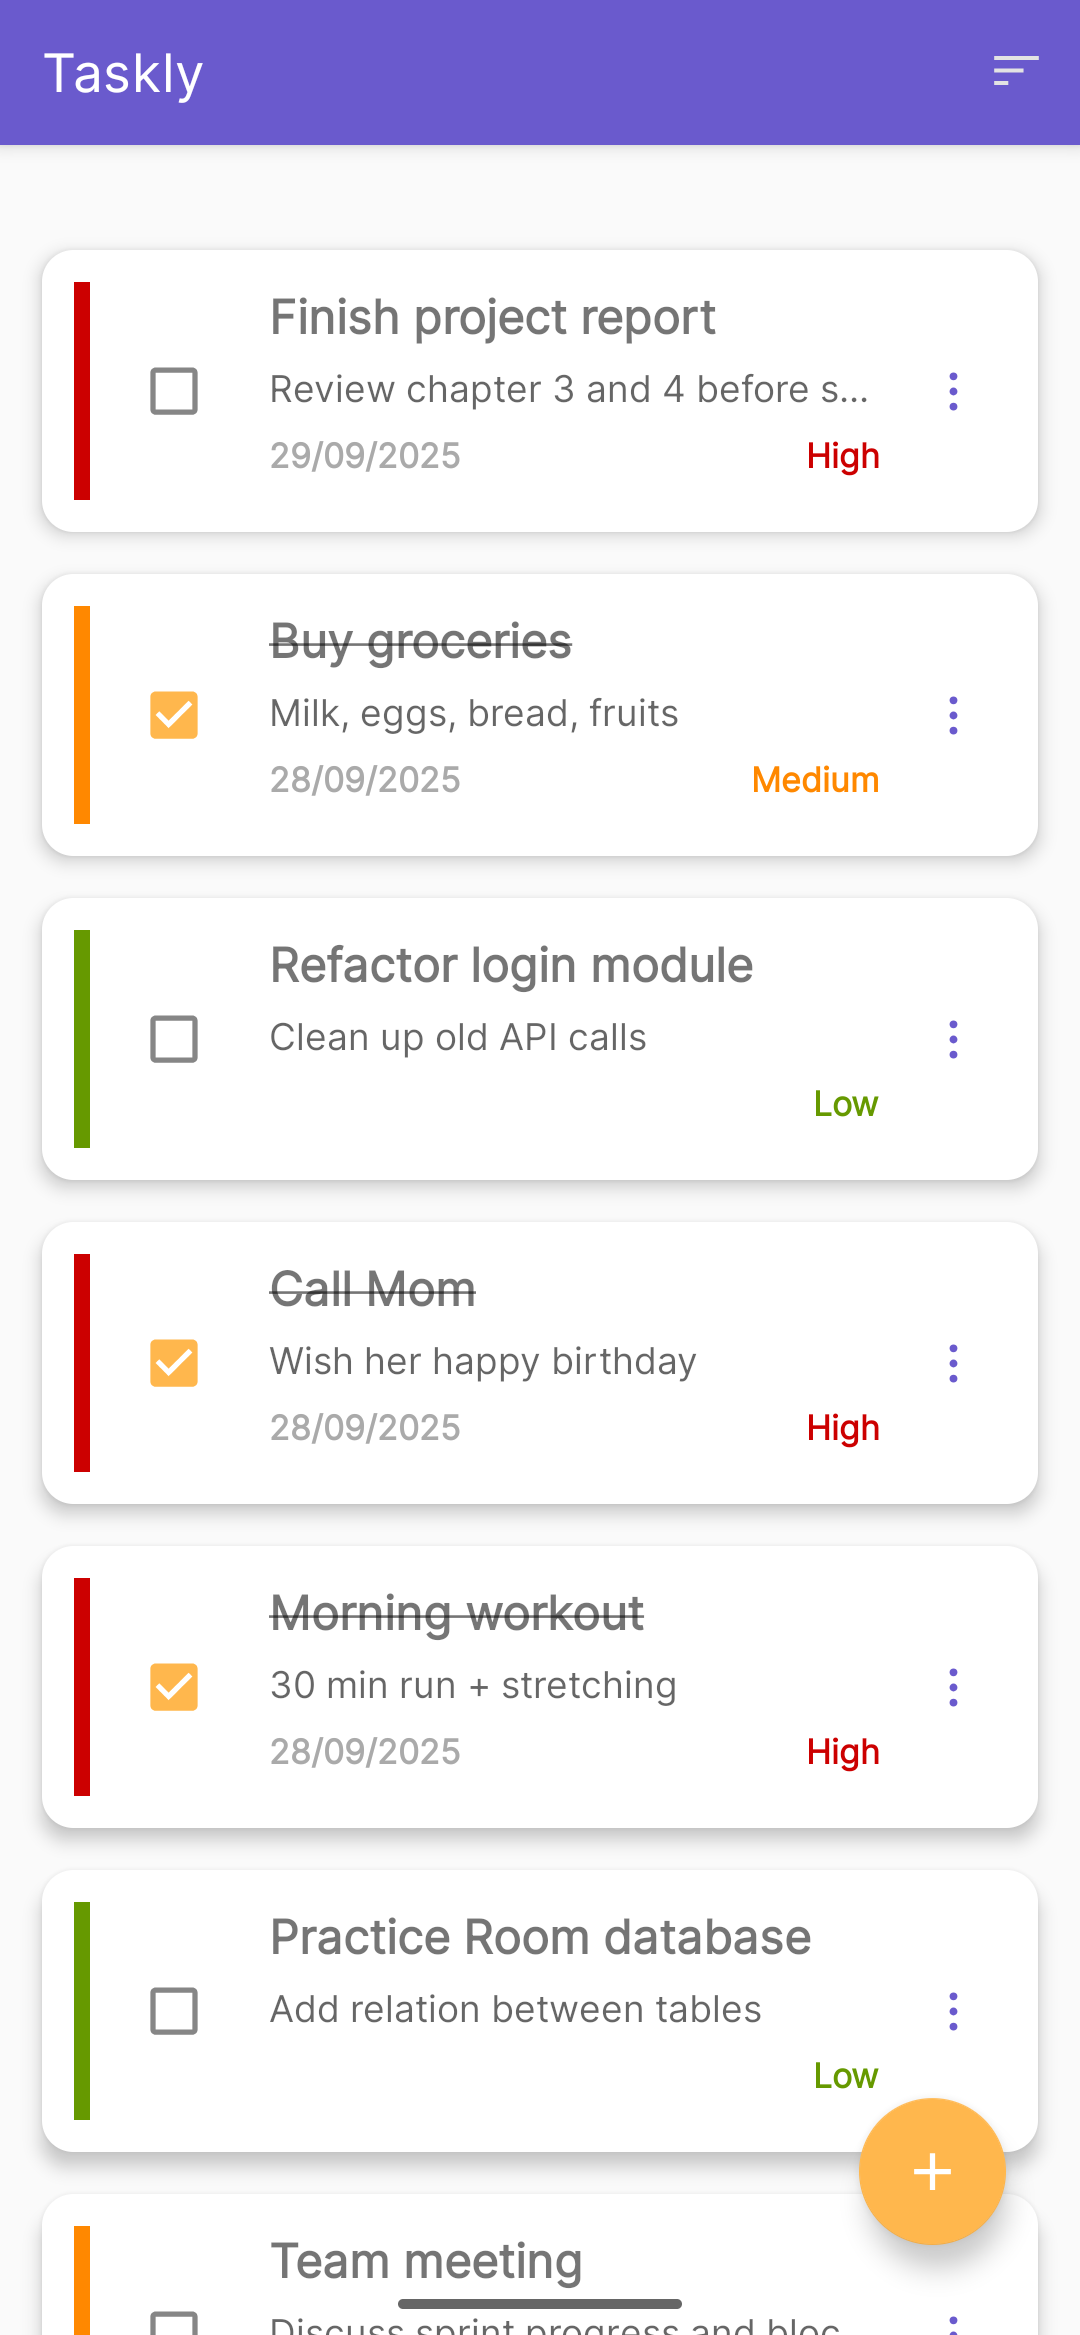 Taskly
Finish project report
Review chapter 3 and 4 before s...
29/09/2025 High
Buy groceries
Milk, eggs, bread, fruits
28/09/2025 Medium
Refactor login module
Clean up old API calls
Low
Call Mom
Wish her happy birthday
28/09/2025 High
Morning workout
30 min run + stretching
28/09/2025 High
Practice Room database
Add relation between tables
Low
Team meeting
Discuss sprint progress and bloc